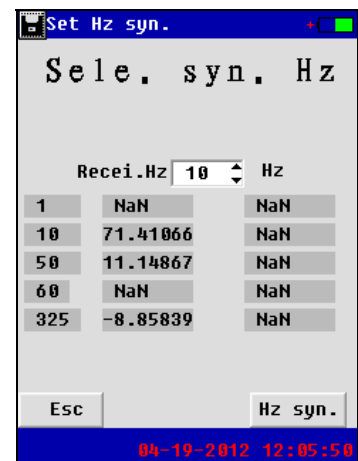 Set Hz syn.
Sele. syn. Hz
Recei.Hz 10 Hz
1 NaN NaN
10 71.41066 NaN
50 11.14867 NaN
60 NaN NaN
325 -8.85839 NaN
Esc Hz syn.
04-19-2012 12:05:50